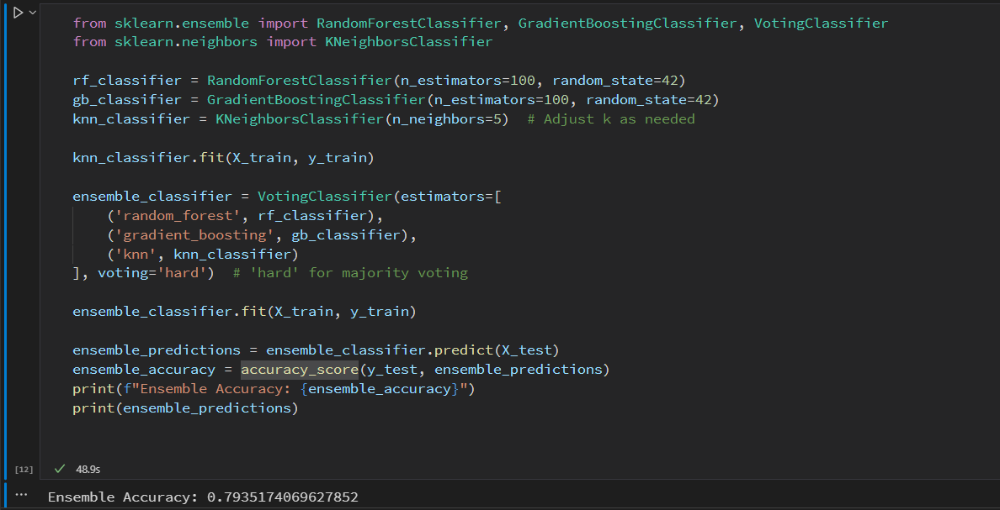 from sklearn.ensemble import RandomForestClassifier, GradientBoostingClassifier, VotingClassifier
from sklearn.neighbors import KNeighborsClassifier
rf_classifier = RandomForestClassifier(n_estimators=100, random_state=42)
gb_classifier = GradientBoostingClassifier(n_estimators=100, random_state=42)
knn_classifier = KNeighborsClassifier(n_neighbors=5)  # Adjust k as needed
knn_classifier.fit(X_train, y_train)
ensemble_classifier = VotingClassifier(estimators=[
    ('random_forest', rf_classifier),
    ('gradient_boosting', gb_classifier),
    ('knn', knn_classifier)
], voting='hard')  # 'hard' for majority voting
ensemble_classifier.fit(X_train, y_train)
ensemble_predictions = ensemble_classifier.predict(X_test)
ensemble_accuracy = accuracy_score(y_test, ensemble_predictions)
print(f"Ensemble Accuracy: {ensemble_accuracy}")
print(ensemble_predictions)
[12] 48.9s
... Ensemble Accuracy: 0.7935174069627852